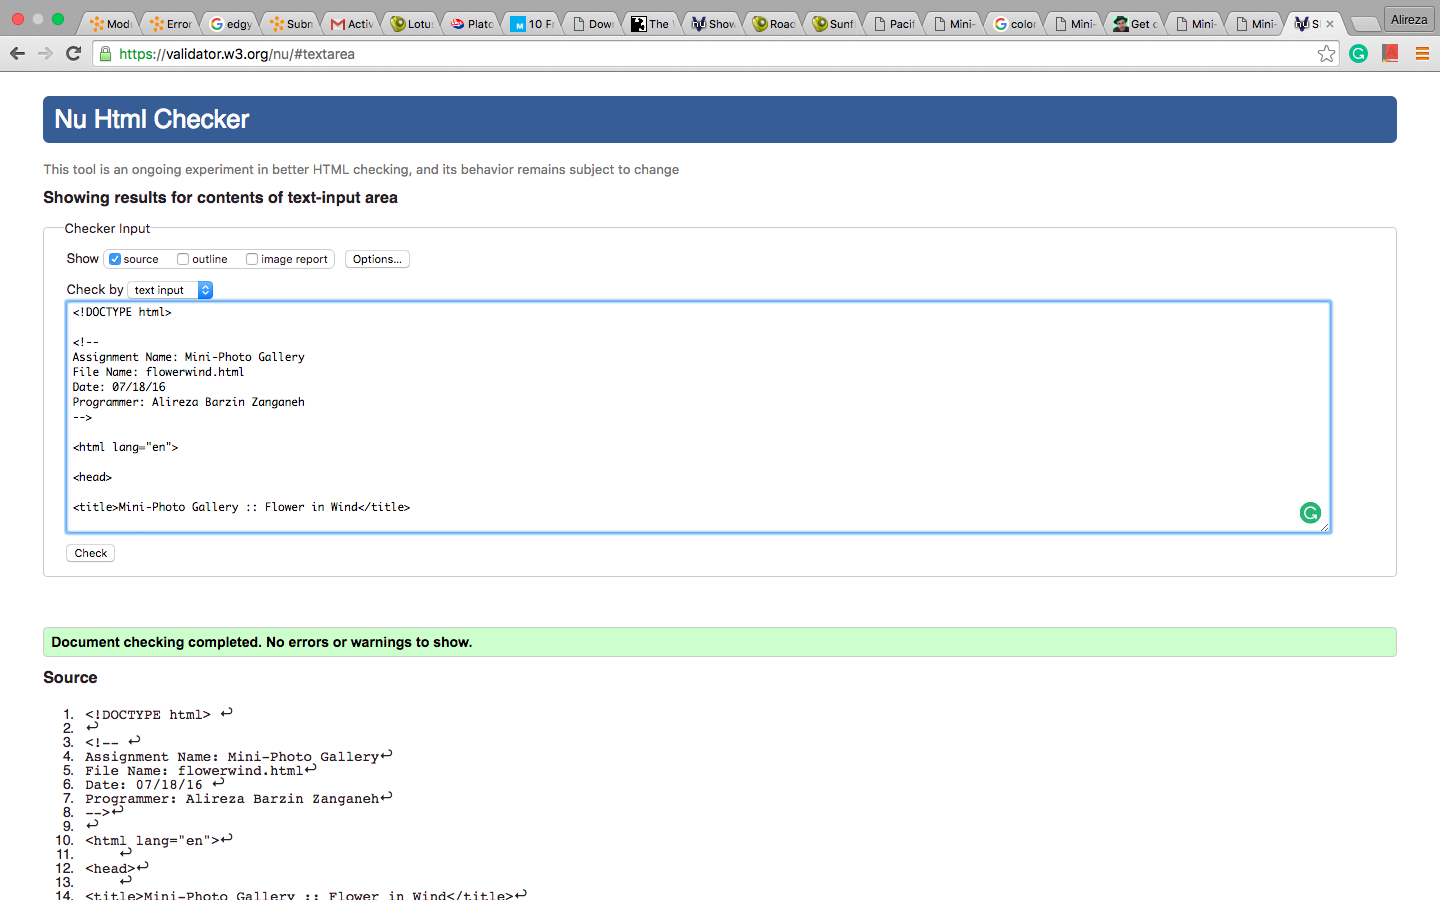 Modu Error edgy Subm Activ Lotu Plato 10 Fr Dow The Show Road Sunf Pacif Mini- color Mini- Get c Mini- Mini- Alireza
https://validator.w3.org/nu/#textarea
Nu Html Checker
This tool is an ongoing experiment in better HTML checking, and its behavior remains subject to change
Showing results for contents of text-input area
Checker Input
Show source outline image report Options...
Check by text input
<!DOCTYPE html>
<!--
Assignment Name: Mini-Photo Gallery
File Name: flowerwind.html
Date: 07/18/16
Programmer: Alireza Barzin Zanganeh
-->
<html lang="en">
<head>
<title>Mini-Photo Gallery :: Flower in Wind</title>
Check
Document checking completed. No errors or warnings to show.
Source
1. <!DOCTYPE html> ↩
2. ↩
3. <!-- ↩
4. Assignment Name: Mini-Photo Gallery↩
5. File Name: flowerwind.html↩
6. Date: 07/18/16 ↩
7. Programmer: Alireza Barzin Zanganeh↩
8. -->↩
9. ↩
10. <html lang="en">↩
11. ↩
12. <head>↩
13. ↩
14. <title>Mini-Photo Gallery :: Flower in Wind</title>↩